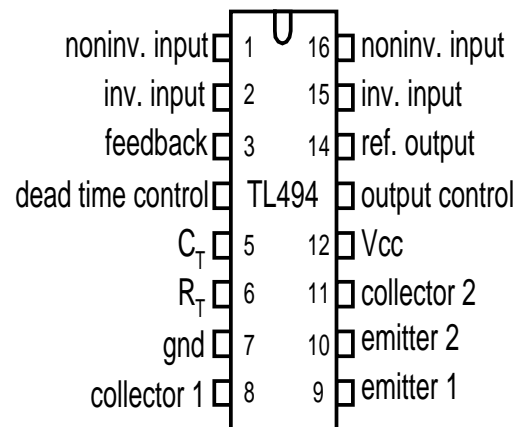 noninv. input 1 16 noninv. input
inv. input 2 15 inv. input
feedback 3 14 ref. output
dead time control TL494 output control
C_T 5 12 Vcc
R_T 6 11 collector 2
gnd 7 10 emitter 2
collector 1 8 9 emitter 1